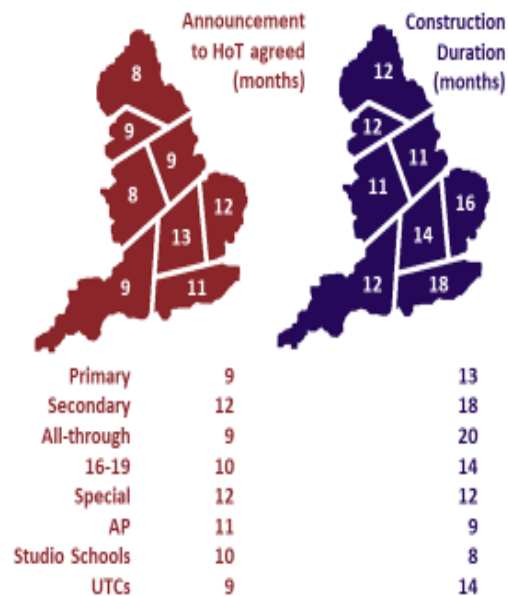 Announcement
to HoT agreed
(months)
8
9
9
8
12
13
9
11
Construction
Duration
(months)
12
12
11
11
16
14
12
18
Primary 9 13
Secondary 12 18
All-through 9 20
16-19 10 14
Special 12 12
AP 11 9
Studio Schools 10 8
UTCs 9 14